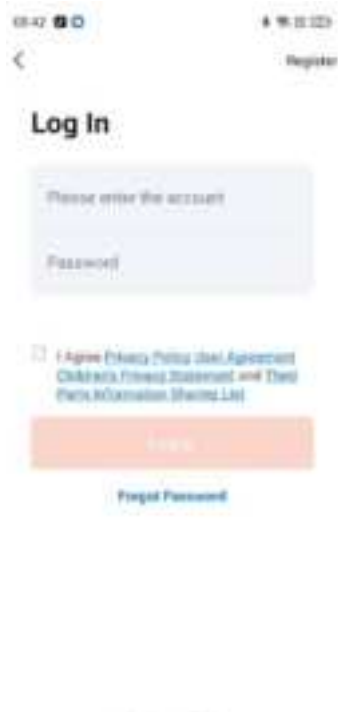 Register
Log In
Please enter the account
Password
I Agree Privacy Policy User Agreement
Children's Privacy Statement and Third
Party Information Sharing List
Forgot Password